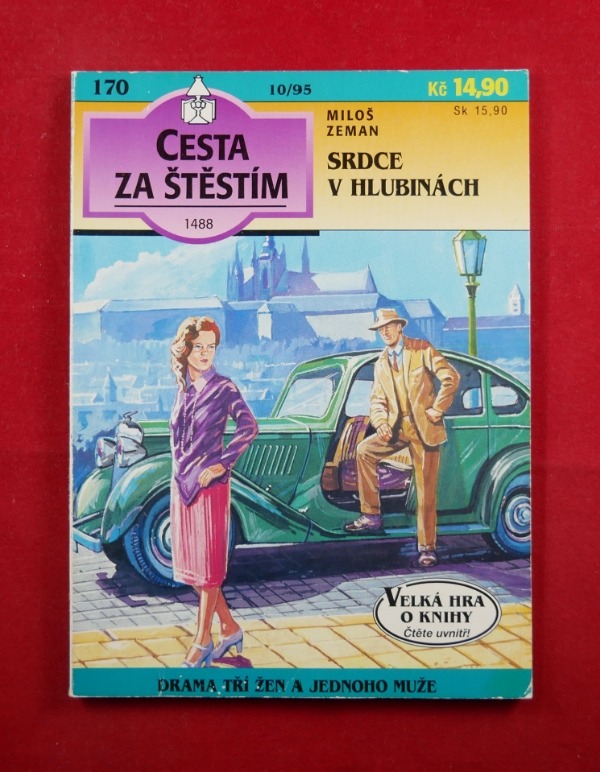 170
10/95
Kč 14,90
Sk 15,90
CESTA
ZA ŠTĚSTÍM
1488
MILOŠ
ZEMAN
SRDCE
V HLUBINÁCH
VELKÁ HRA
O KNIHY
Čtěte uvnitř!
DRAMA TŘÍ ŽEN A JEDNOHO MUŽE